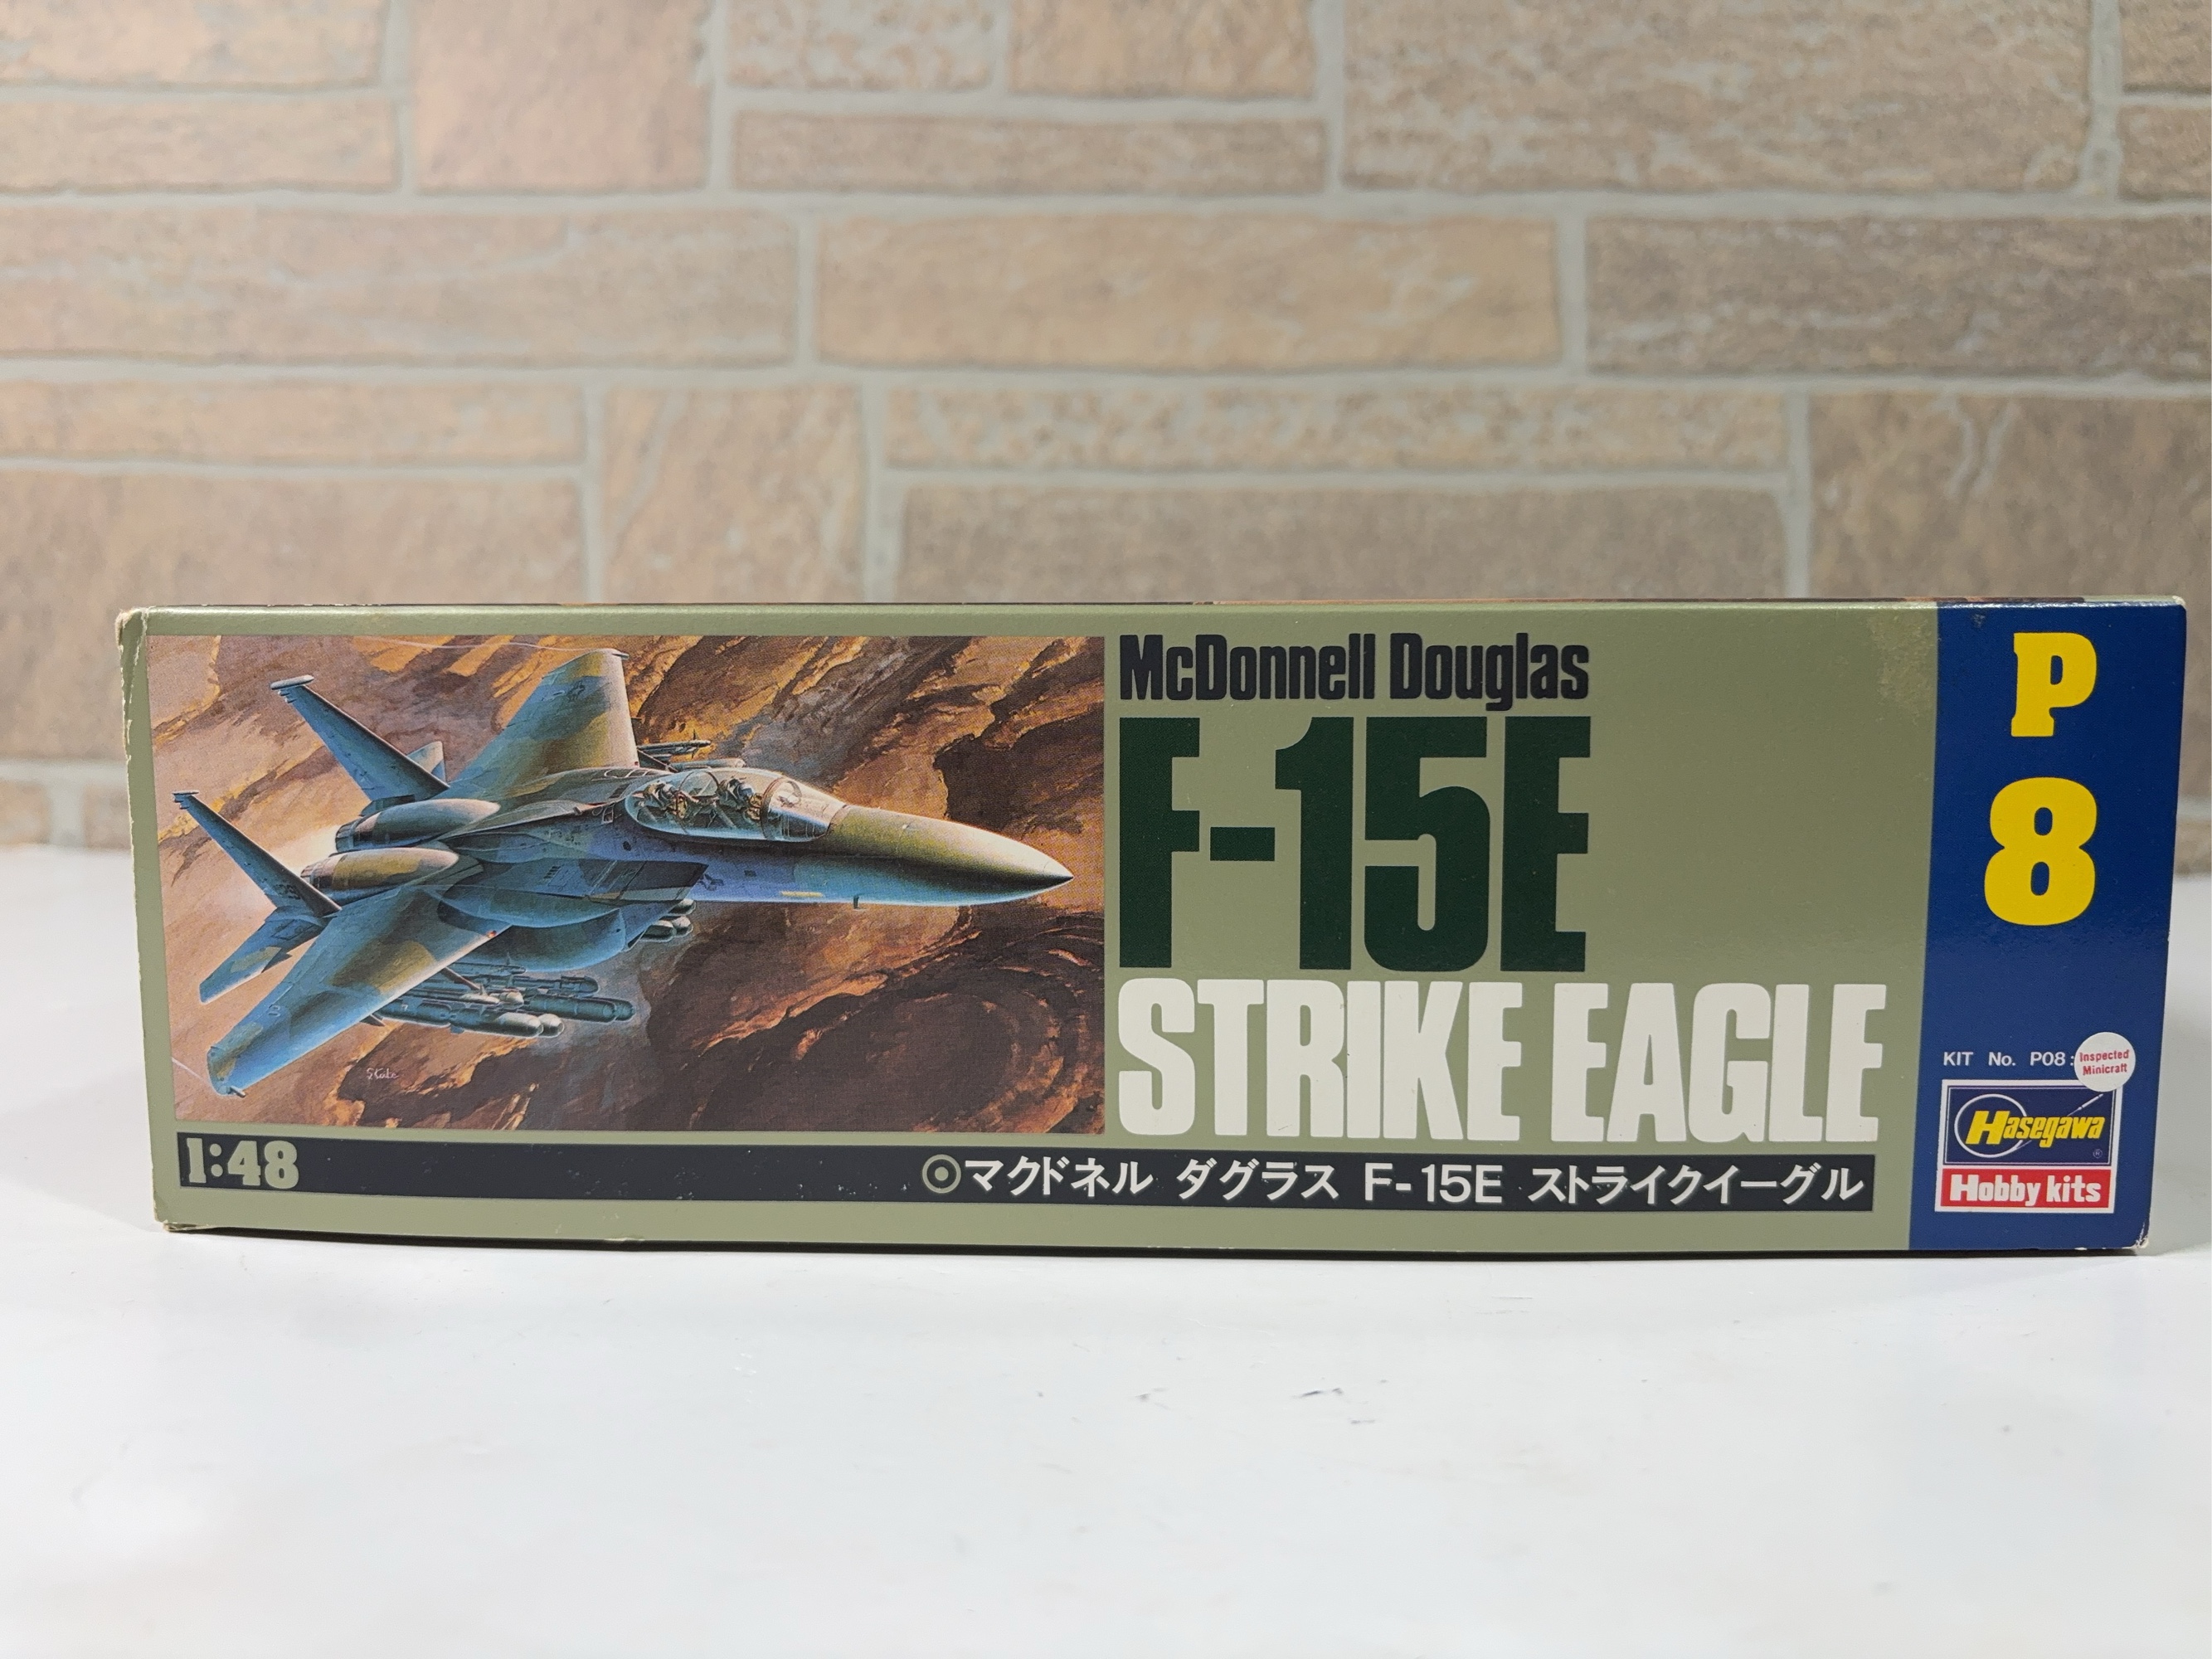 McDonnell Douglas
F-15E
STRIKE EAGLE
1:48
マクドネル ダグラス F-15E ストライクイーグル
P
8
KIT No. P08:
Inspected
Minicraft
Hasegawa
Hobby kits